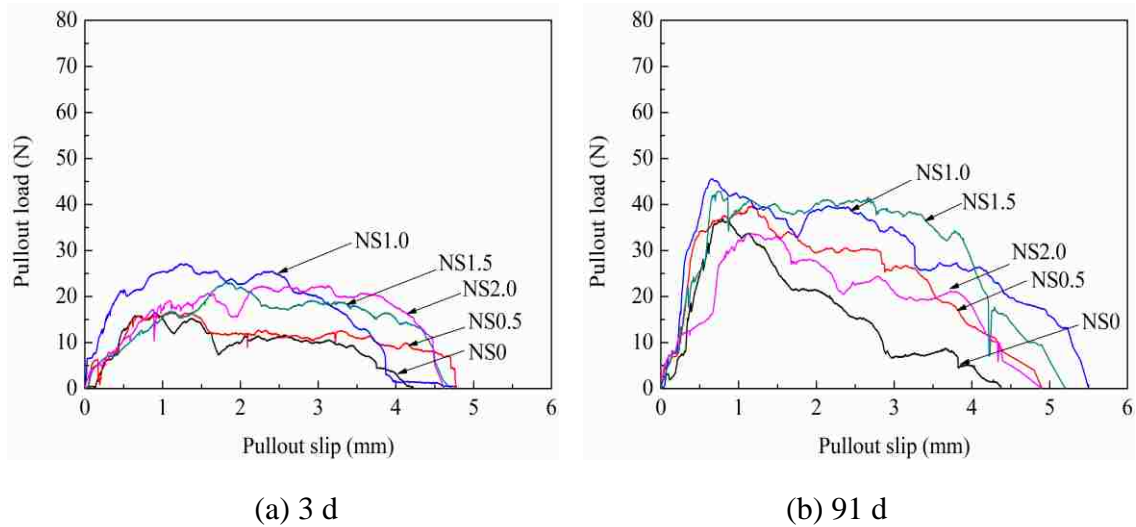 80
70
60
50
40
30
20
10
0
Pullout load (N)
NS1.0
NS1.5
NS2.0
NS0.5
NS0
0 1 2 3 4 5 6
Pullout slip (mm)
(a) 3 d
80
70
60
50
40
30
20
10
0
Pullout load (N)
NS1.0
NS1.5
NS2.0
NS0.5
NS0
0 1 2 3 4 5 6
Pullout slip (mm)
(b) 91 d